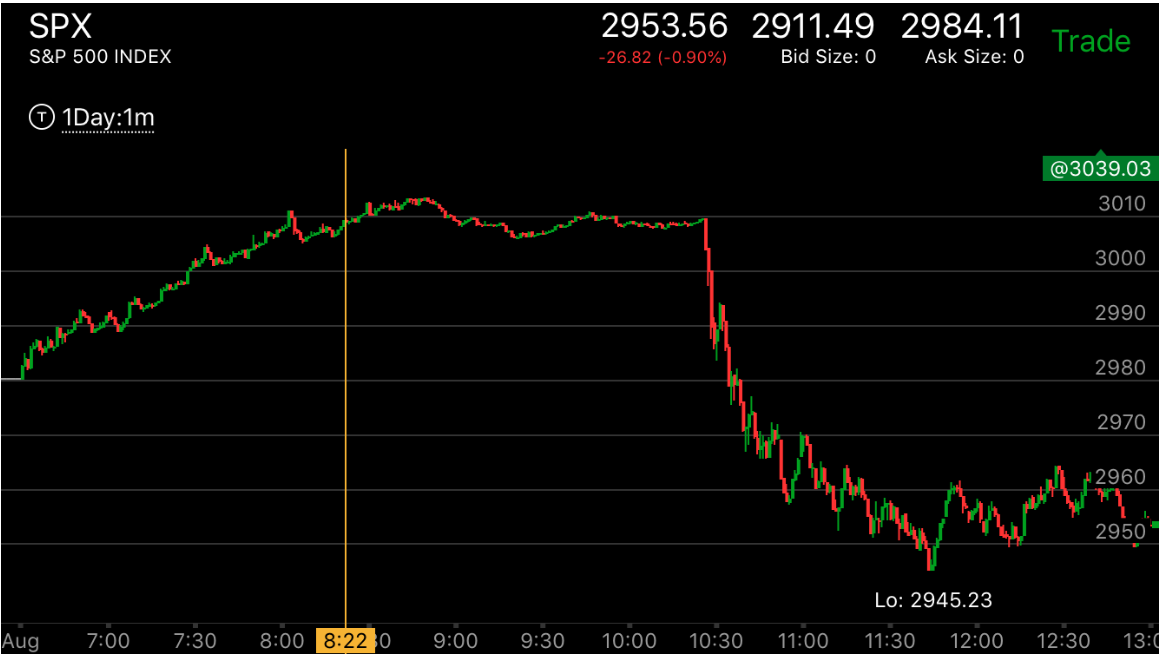 SPX 2953.56 2911.49 2984.11 Trade
S&P 500 INDEX -26.82 (-0.90%) Bid Size: 0 Ask Size: 0
T 1Day:1m
@3039.03
3010
3000
2990
2980
2970
2960
2950
Lo: 2945.23
Aug 7:00 7:30 8:00 8:22 9:00 9:30 10:00 10:30 11:00 11:30 12:00 12:30